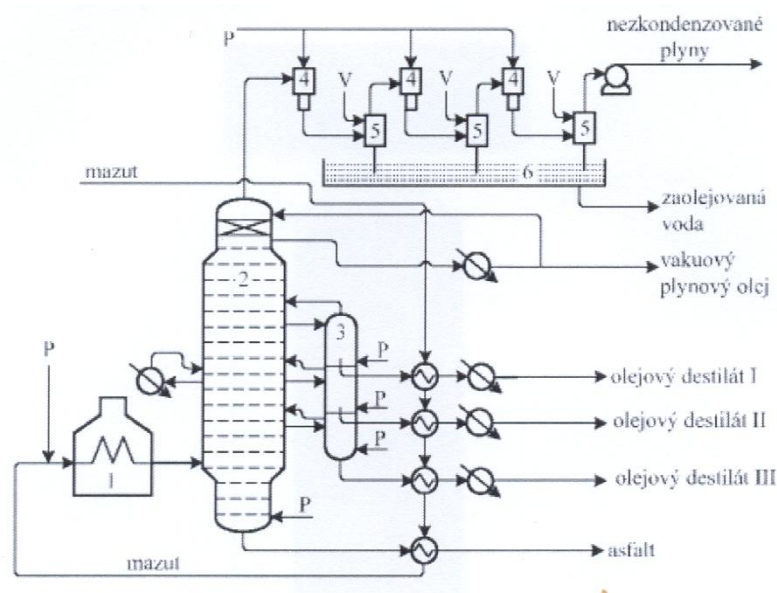 nezkondenzované
plyny
P
4
4
4
V
V
V
5
5
5
6
mazut
zaolejovaná
voda
vakuový
plynový olej
2
3
P
P
olejový destilát I
P
olejový destilát II
P
olejový destilát III
1
P
asfalt
mazut